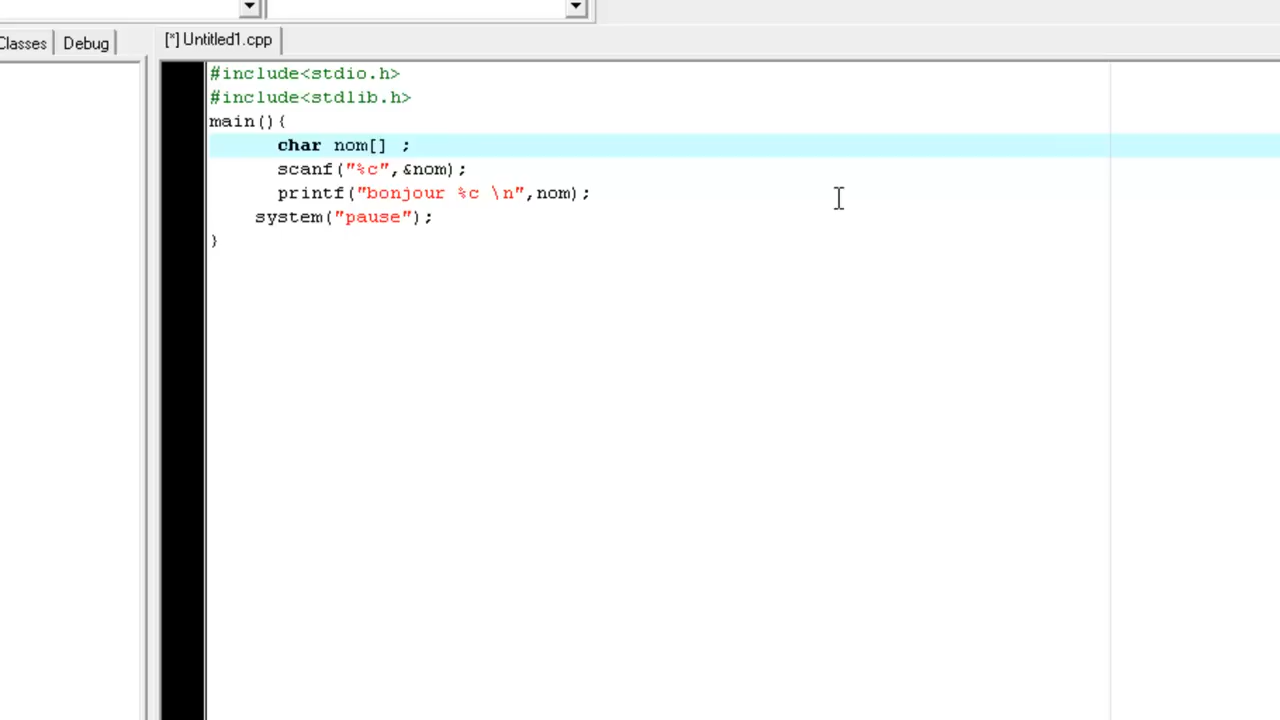 Classes Debug [*] Untitled1.cpp
#include<stdio.h>
#include<stdlib.h>
main(){
char nom[] ;
scanf("%c",&nom);
printf("bonjour %c \n",nom);
system("pause");
}